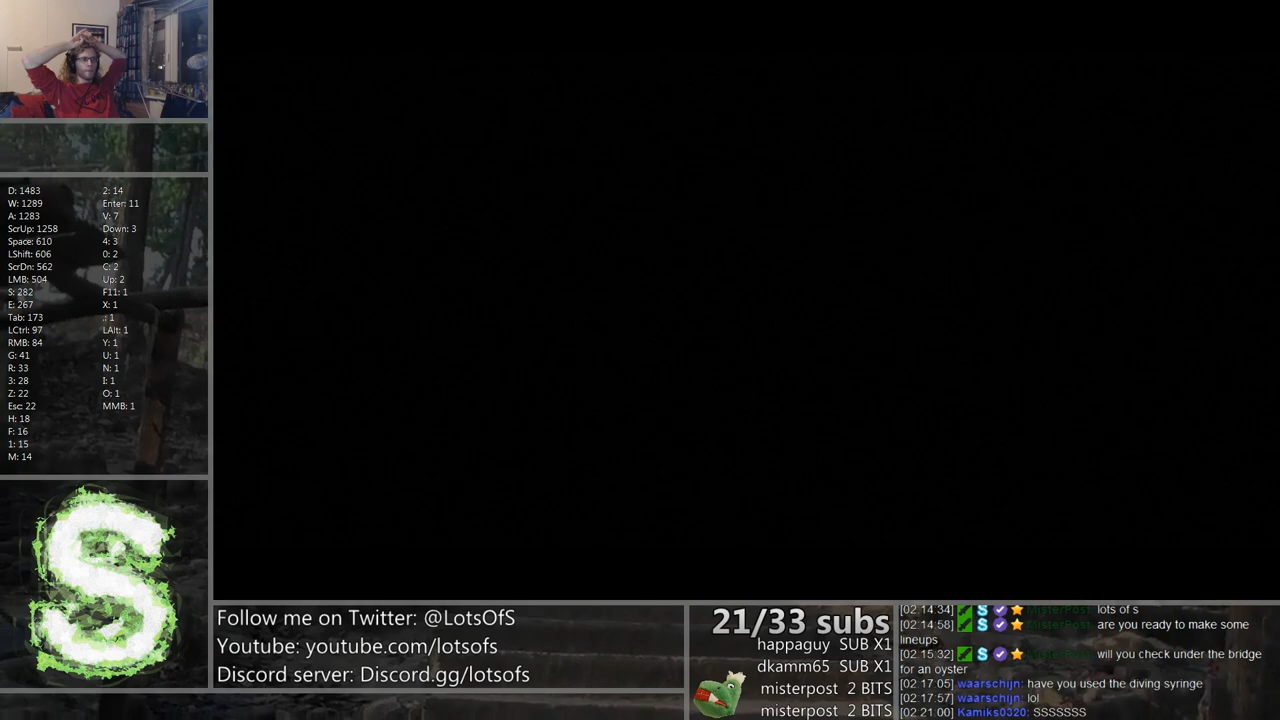 D: 1483
W: 1289
A: 1283
ScrUp: 1258
Space: 610
LShift: 606
ScrDn: 562
LMB: 504
S: 282
E: 267
Tab: 173
LCtrl: 97
RMB: 84
G: 41
R: 33
3: 28
Z: 22
Esc: 22
H: 18
F: 16
1: 15
M: 14
2: 14
Enter: 11
V: 7
Down: 3
4: 3
0: 2
C: 2
Up: 2
F11: 1
X: 1
.: 1
LAlt: 1
Y: 1
U: 1
N: 1
I: 1
O: 1
MMB: 1
S
Follow me on Twitter: @LotsOfS
Youtube: youtube.com/lotsofs
Discord server: Discord.gg/lotsofs
21/33 subs
happaguy SUB X1
dkamm65 SUB X1
misterpost 2 BITS
misterpost 2 BITS
[02:14:34] MisterPost: lots of s
[02:14:58] MisterPost: are you ready to make some
lineups
[02:15:32] MisterPost: will you check under the bridge
for an oyster
[02:17:05] waarschijn: have you used the diving syringe
[02:17:57] waarschijn: lol
[02:21:00] Kamiks0320: SSSSSSS